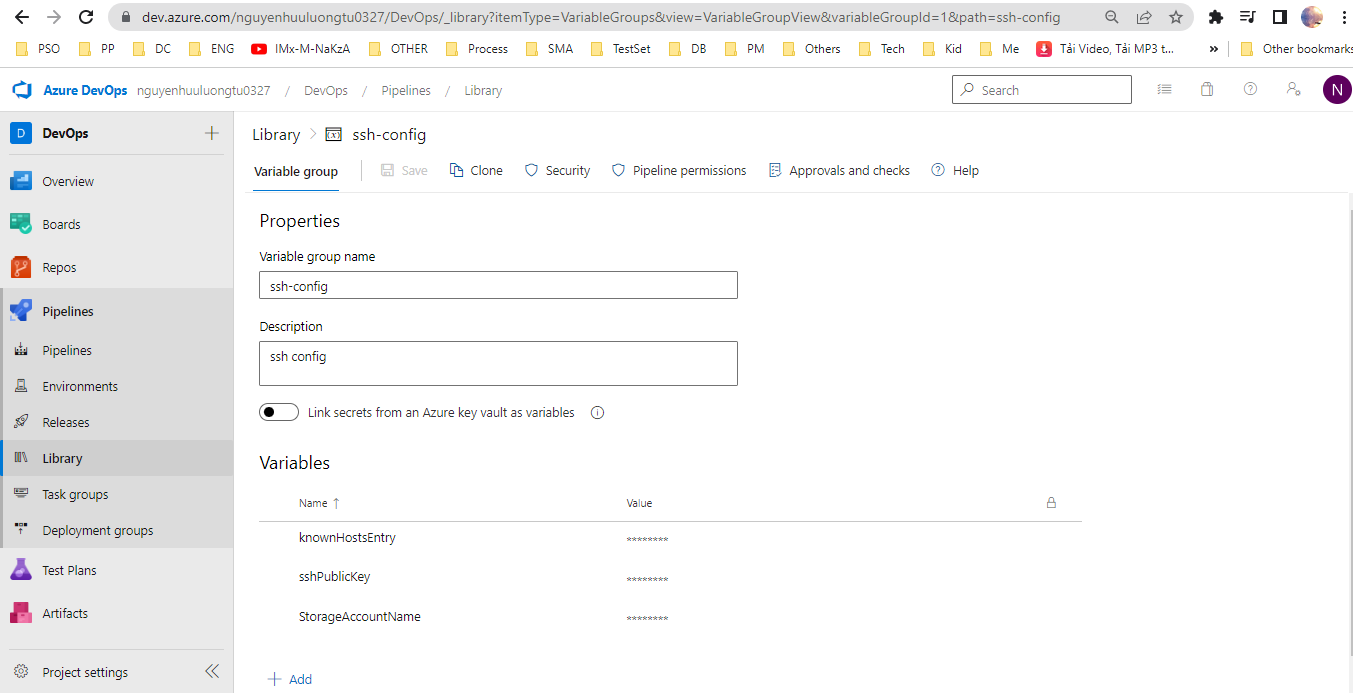 dev.azure.com/nguyenhuuluongtu0327/DevOps/_library?itemType=VariableGroups&view=VariableGroupView&variableGroupId=1&path=ssh-config
PSO PP DC ENG IMx-M-NaKzA OTHER Process SMA TestSet DB PM Others Tech Kid Me Tải Video, Tải MP3 t... » Other bookmarks
Azure DevOps nguyenhuuluongtu0327 / DevOps / Pipelines / Library Search N
D DevOps
Library > ssh-config
Variable group Save Clone Security Pipeline permissions Approvals and checks Help
Overview
Boards
Repos
Pipelines
Pipelines
Environments
Releases
Library
Task groups
Deployment groups
Test Plans
Artifacts
Project settings
Properties
Variable group name
ssh-config
Description
ssh config
Link secrets from an Azure key vault as variables
Variables
Name ↑ Value
knownHostsEntry ********
sshPublicKey ********
StorageAccountName ********
+ Add